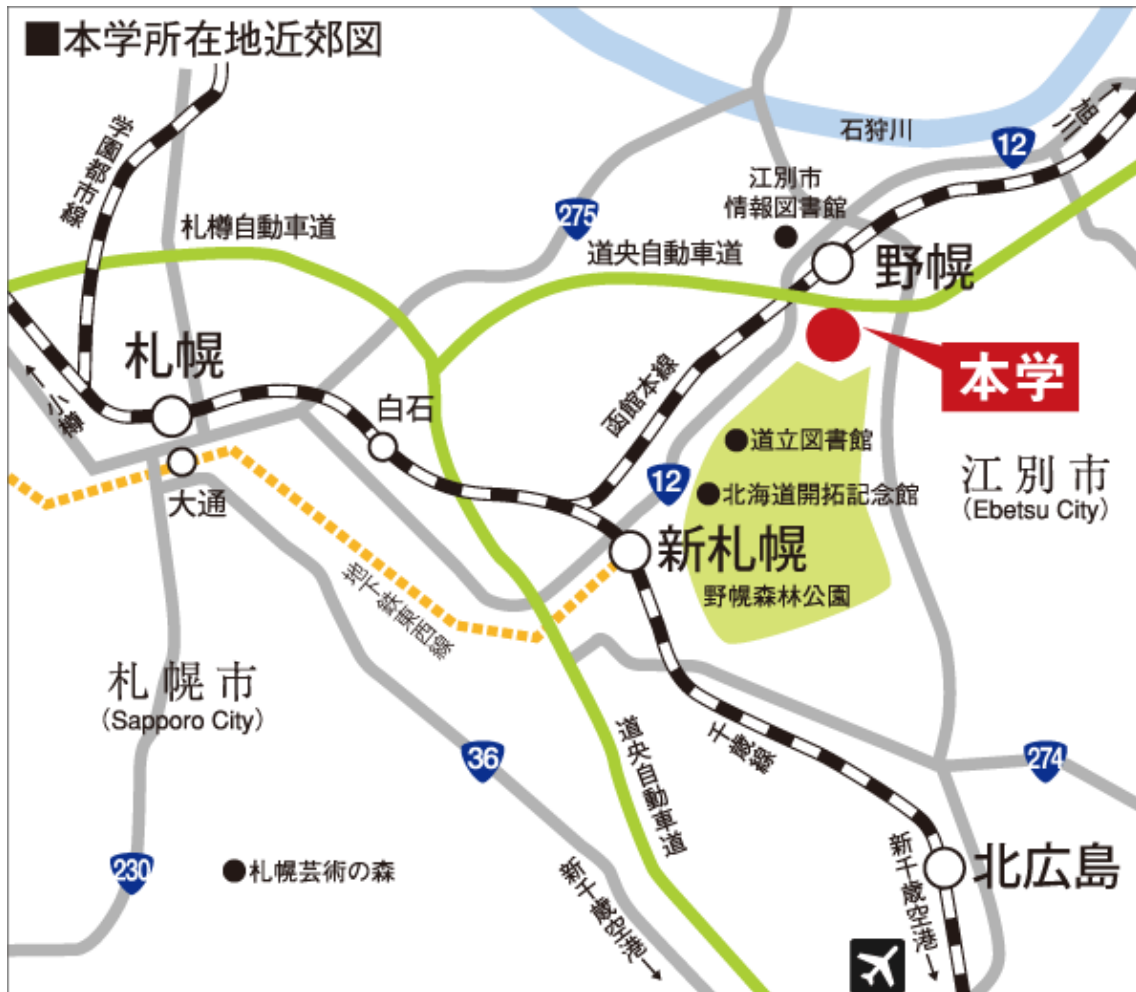 ■本学所在地近郊図
学園都市線
札樽自動車道
275
道央自動車道
石狩川
江別市
情報図書館
12
旭川
野幌
本学
札幌
小樽
白石
函館本線
大通
12
道立図書館
北海道開拓記念館
江別市
(Ebetsu City)
新札幌
野幌森林公園
地下鉄東西線
札幌市
(Sapporo City)
36
道央自動車道
千歳線
274
230
札幌芸術の森
新千歳空港
新千歳空港
北広島